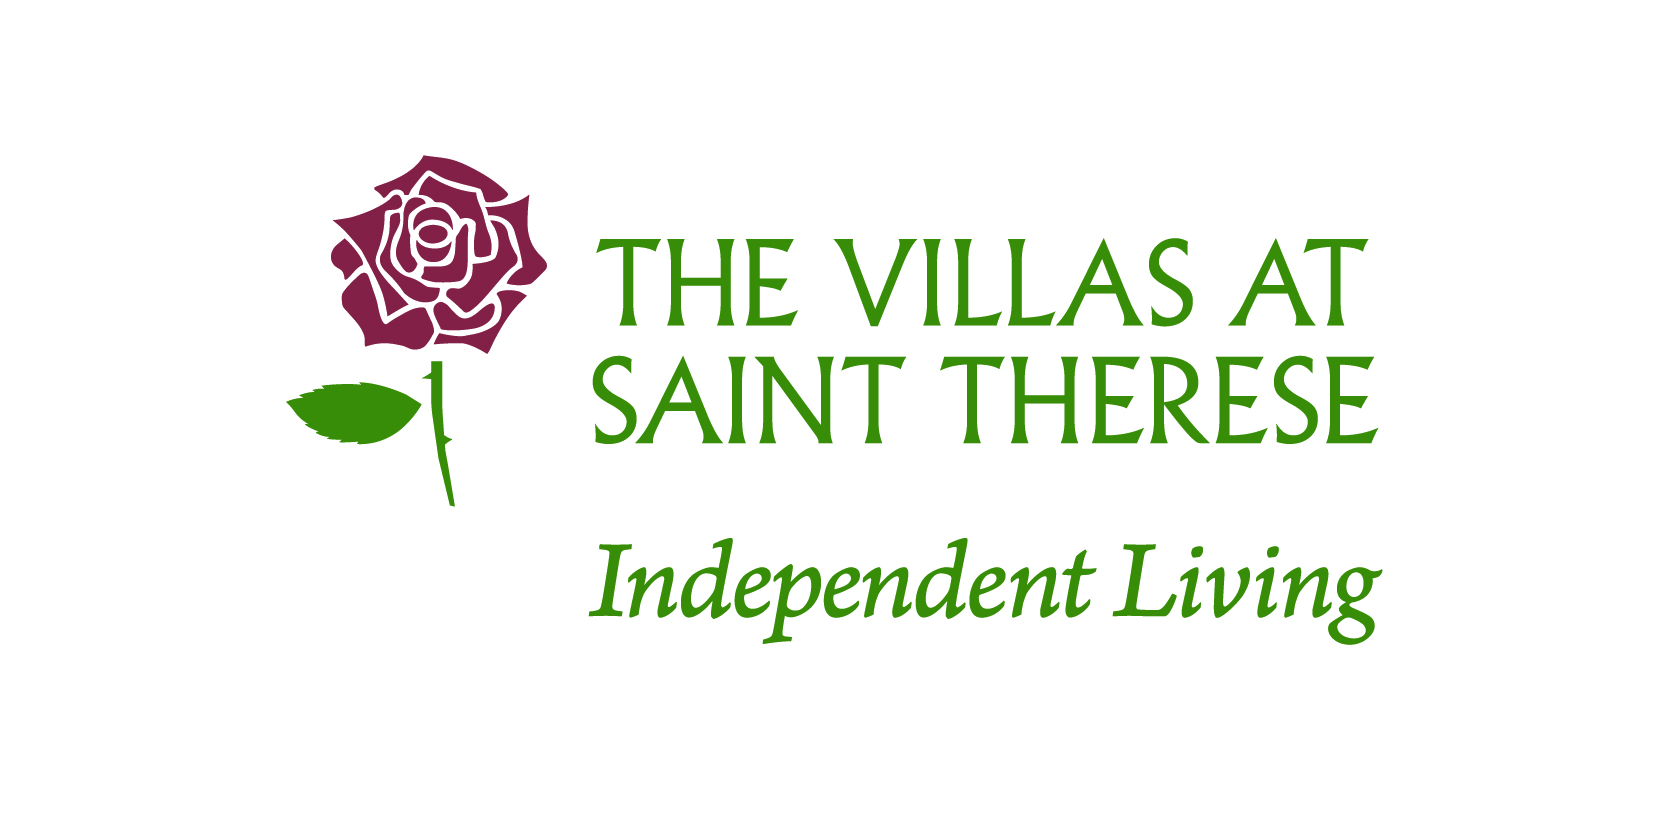 THE VILLAS AT
SAINT THERESE
Independent Living